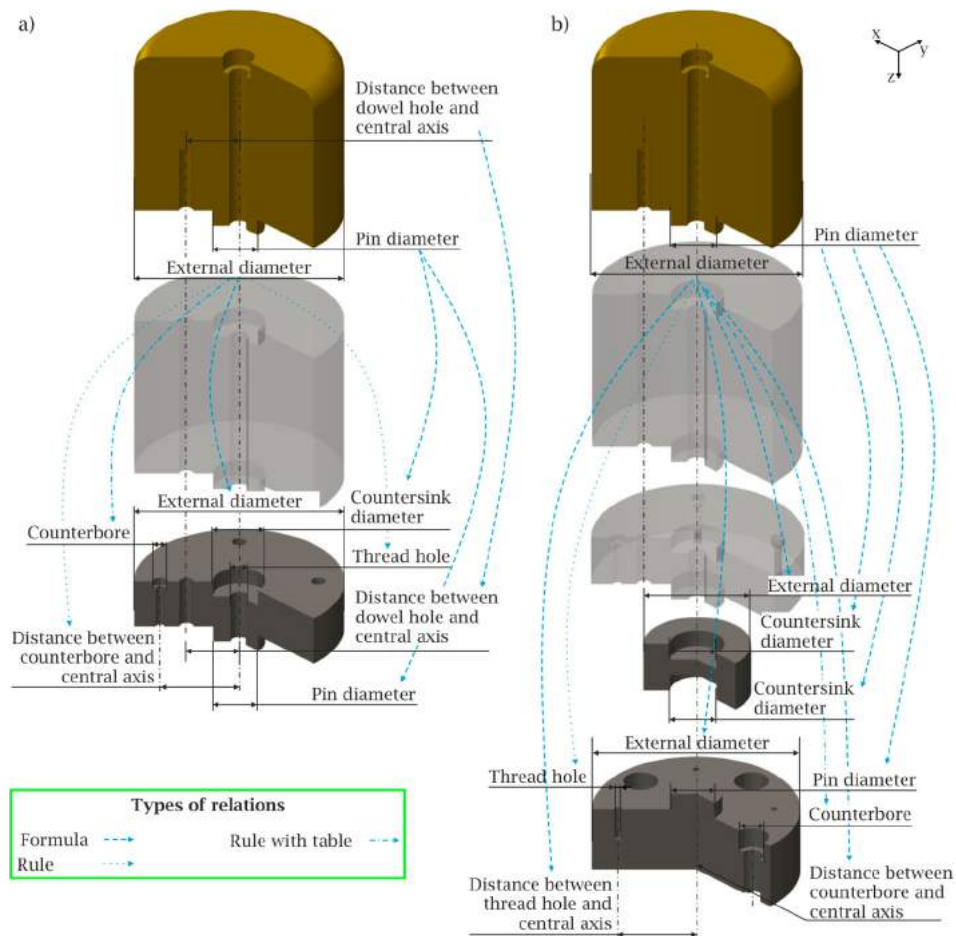 a)
Distance between
dowel hole and
central axis
Pin diameter
External diameter
External diameter
Countersink
diameter
Counterbore
Thread hole
Distance between
dowel hole and
central axis
Distance between
counterbore and
central axis
Pin diameter
Types of relations
Formula
Rule with table
Rule
b)
x
y
z
Pin diameter
External diameter
External diameter
Countersink
diameter
Countersink
diameter
External diameter
Thread hole
Pin diameter
Counterbore
Distance between
thread hole and
central axis
Distance between
counterbore and
central axis